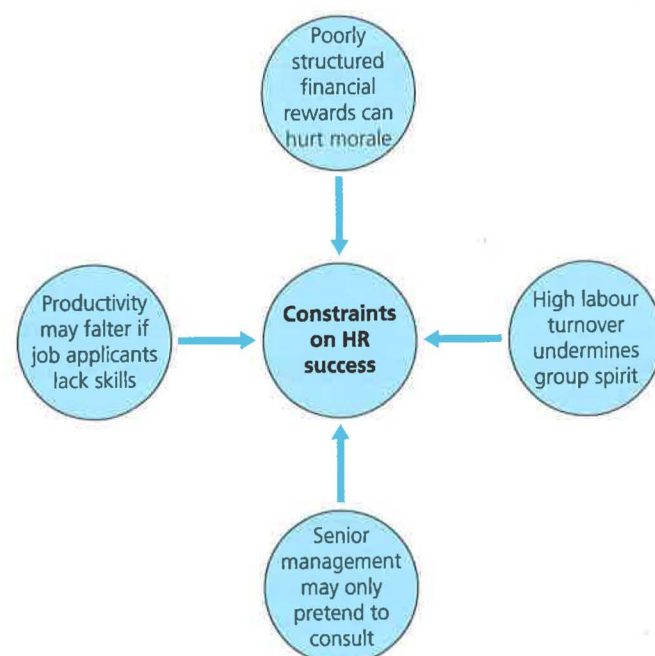 Poorly
structured
financial
rewards can
hurt morale
Productivity
may falter if
job applicants
lack skills
Constraints
on HR
success
High labour
turnover
undermines
group spirit
Senior
management
may only
pretend to
consult